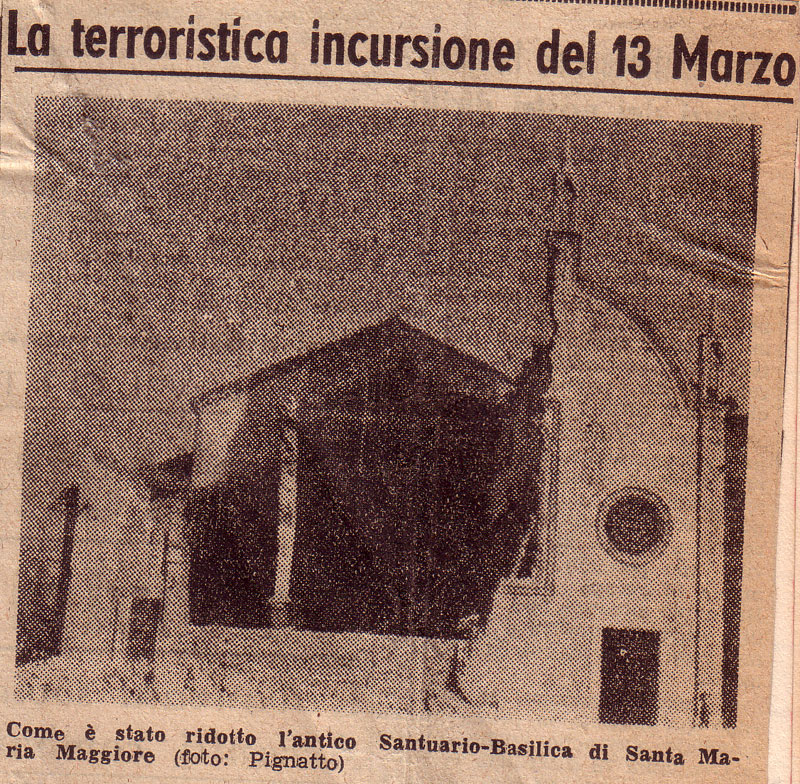 La terroristica incursione del 13 Marzo
Come è stato ridotto l'antico Santuario-Basilica di Santa Ma-
ria Maggiore (foto: Pignatto)